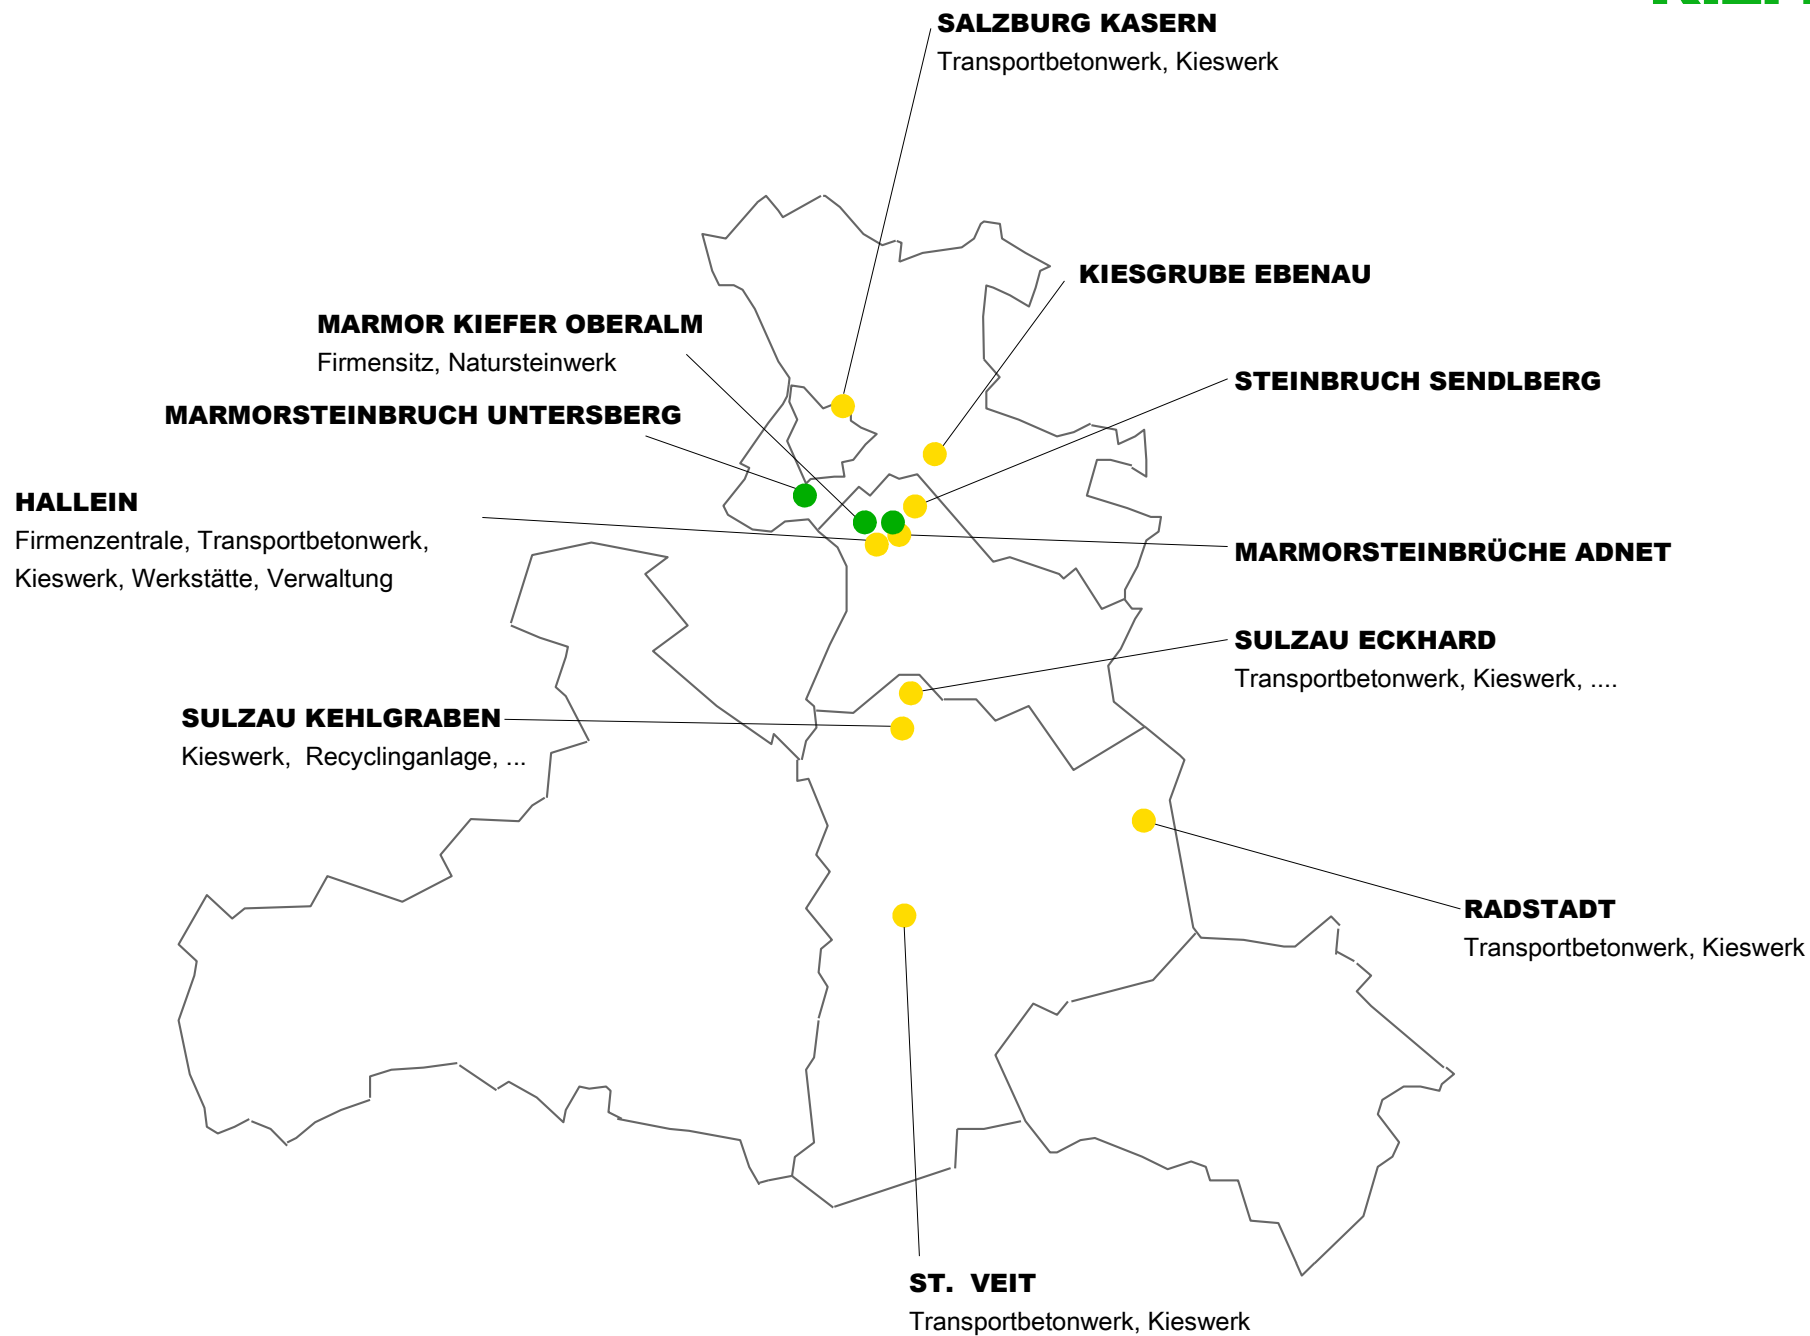 SALZBURG KASERN
Transportbetonwerk, Kieswerk
KIESGRUBE EBENAU
MARMOR KIEFER OBERALM
Firmensitz, Natursteinwerk
STEINBRUCH SENDLBERG
MARMORSTEINBRUCH UNTERSBERG
HALLEIN
Firmenzentrale, Transportbetonwerk,
Kieswerk, Werkstätte, Verwaltung
MARMORSTEINBRÜCHE ADNET
SULZAU ECKHARD
Transportbetonwerk, Kieswerk, ....
SULZAU KEHLGRABEN
Kieswerk, Recyclinganlage, ...
RADSTADT
Transportbetonwerk, Kieswerk
ST. VEIT
Transportbetonwerk, Kieswerk